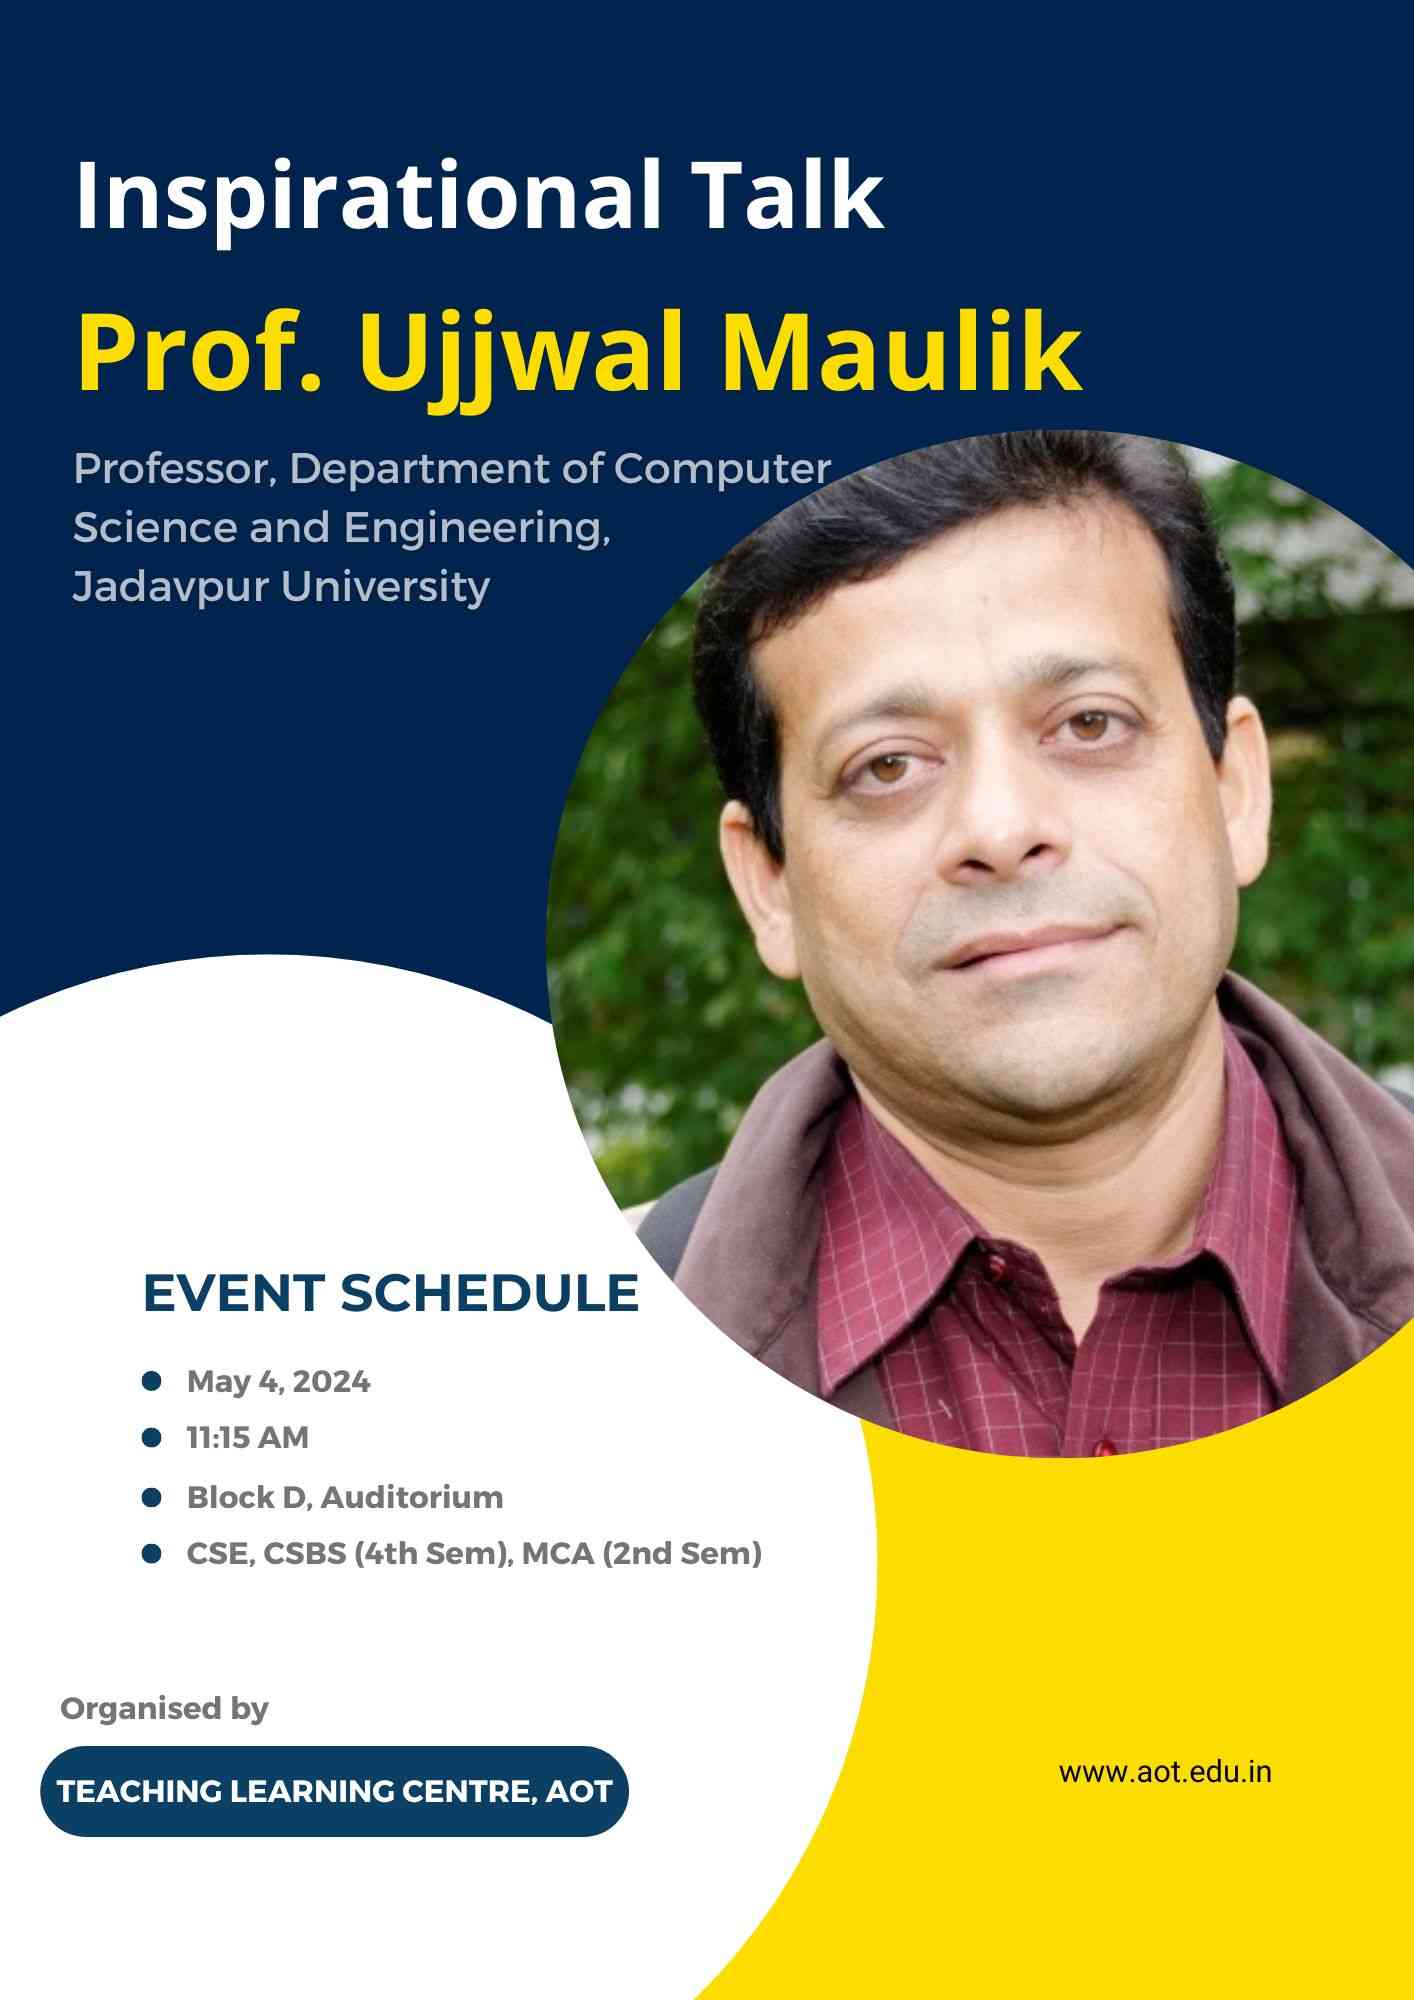 Inspirational Talk
Prof. Ujjwal Maulik
Professor, Department of Computer
Science and Engineering,
Jadavpur University
EVENT SCHEDULE
May 4, 2024
11:15 AM
Block D, Auditorium
CSE, CSBS (4th Sem), MCA (2nd Sem)
Organised by
TEACHING LEARNING CENTRE, AOT
www.aot.edu.in